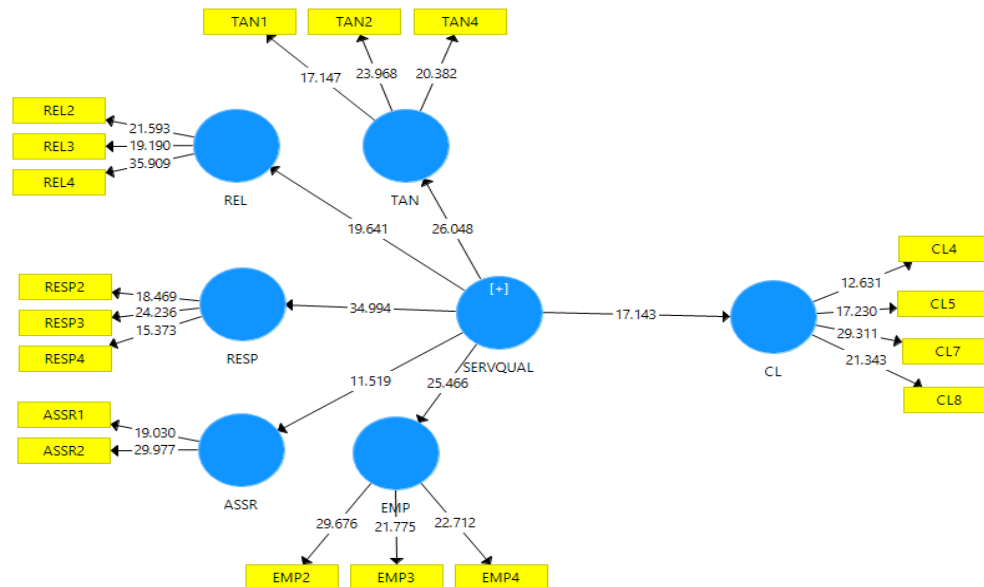 TAN1 TAN2 TAN4
17.147 23.968 20.382
REL2
REL3
REL4
21.593
19.190
35.909
REL
TAN
19.641
26.048
RESP2
RESP3
RESP4
18.469
24.236
15.373
RESP
34.994
[+]
SERVQUAL
17.143
CL
CL4
CL5
CL7
CL8
12.631
17.230
29.311
21.343
11.519
25.466
ASSR1
ASSR2
19.030
29.977
ASSR
EMP
29.676 21.775 22.712
EMP2 EMP3 EMP4